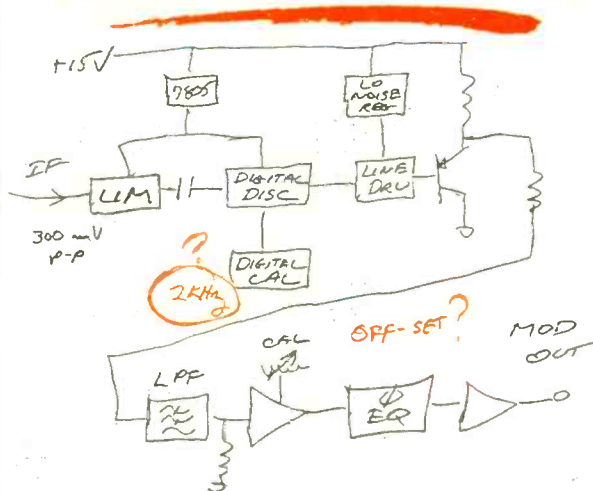 +15V
7805
LO
NOISE
REG
IF
LIM
DIGITAL
DISC
LINE
DRV
300 mV
P-P
?
DIGITAL
CAL
2KHz
CAL
OFF-SET?
MOD
OUT
LPF
ϕ
EQ